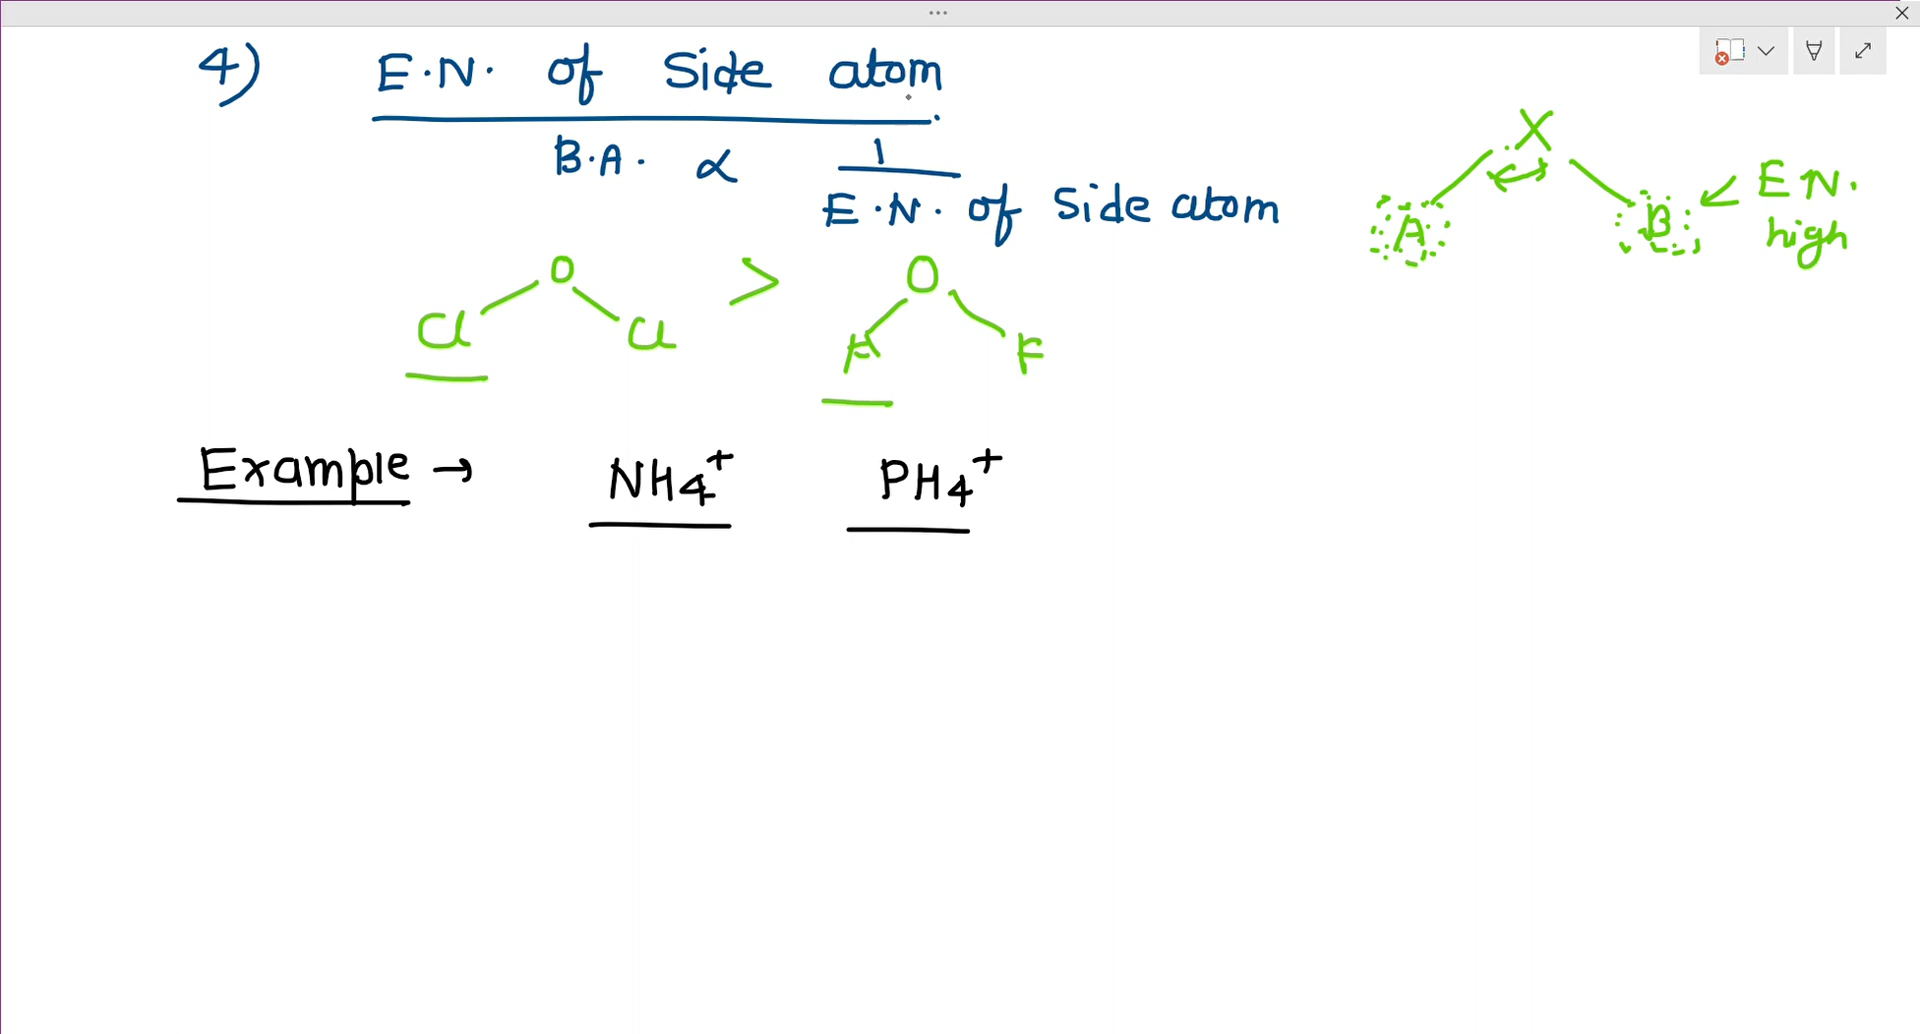 4) E.N. of Side atom
B.A. α 1
E.N. of Side atom
X
A B ← E N.
high
O > O
Cl Cl F F
Example → NH4+ PH4+